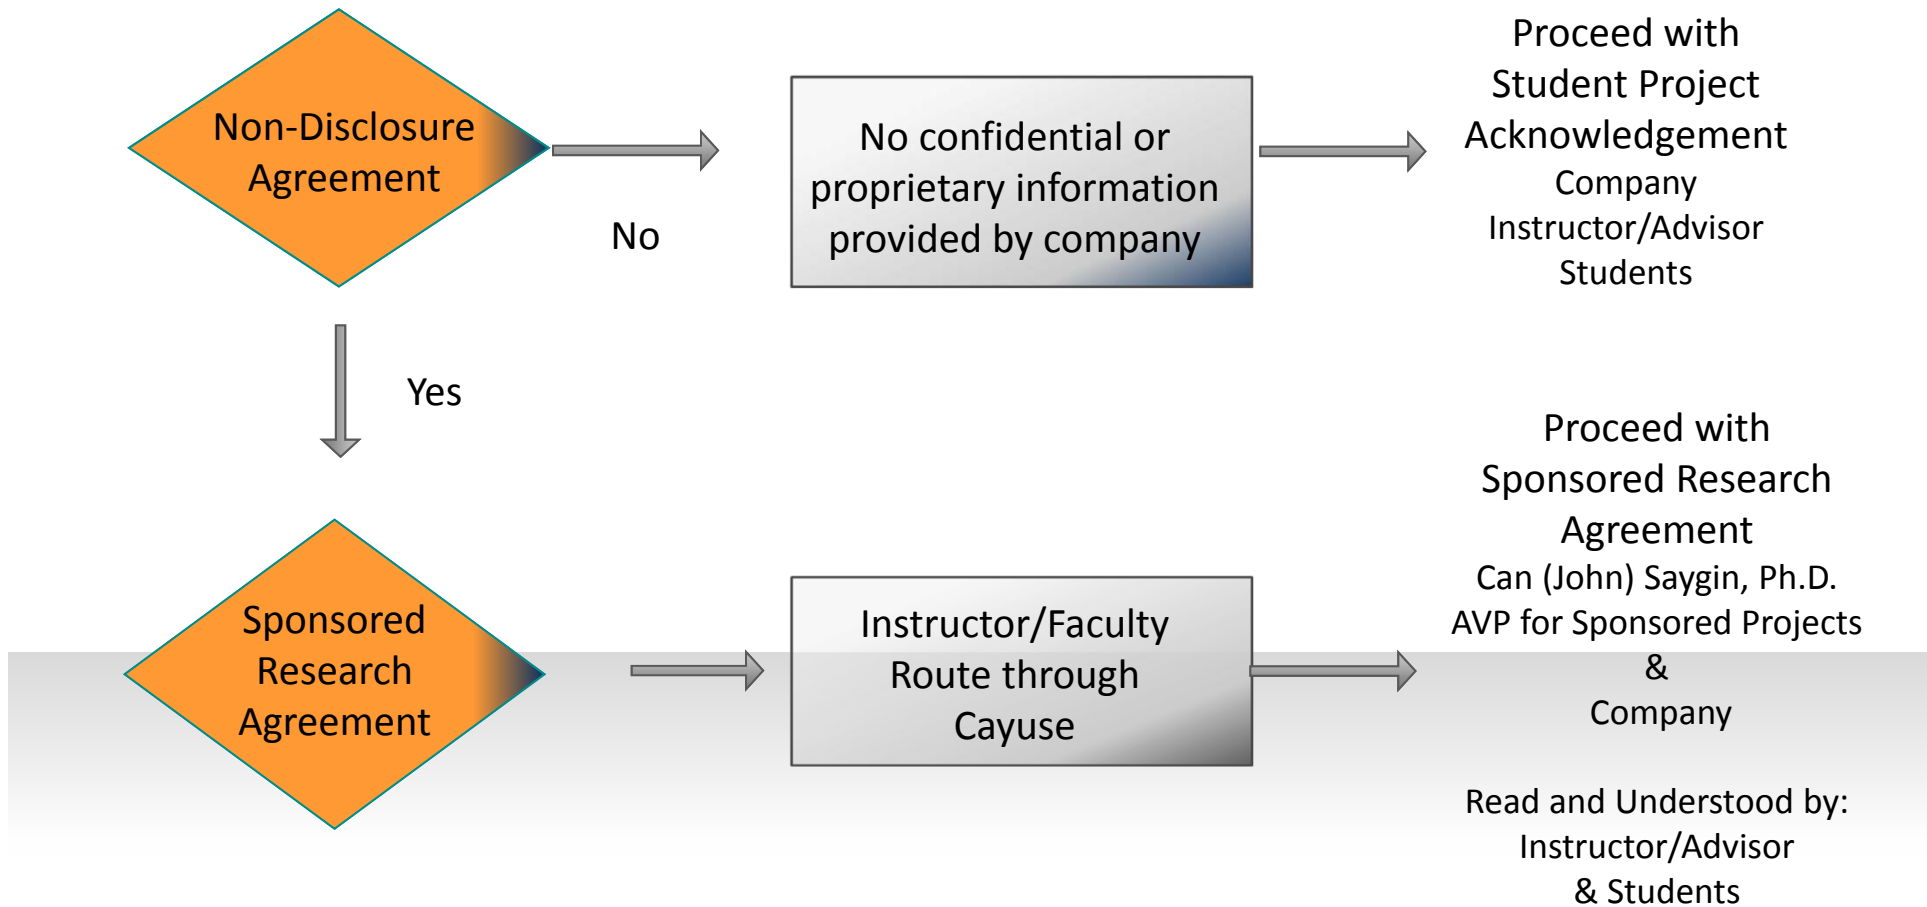 Non-Disclosure
Agreement
No
No confidential or
proprietary information
provided by company
Proceed with
Student Project
Acknowledgement
Company
Instructor/Advisor
Students
Yes
Sponsored
Research
Agreement
Instructor/Faculty
Route through
Cayuse
Proceed with
Sponsored Research
Agreement
Can (John) Saygin, Ph.D.
AVP for Sponsored Projects
&
Company
Read and Understood by:
Instructor/Advisor
& Students